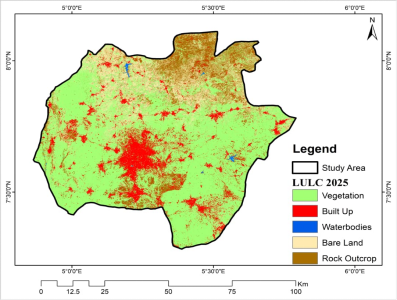 5°0'0"E 5°30'0"E 6°0'0"E
N
8°0'0"N 8°0'0"N
7°30'0"N 7°30'0"N
Legend
Study Area
LULC 2025
Vegetation
Built Up
Waterbodies
Bare Land
Rock Outcrop
5°0'0"E 5°30'0"E 6°0'0"E
0 12.5 25 50 75 100
Km